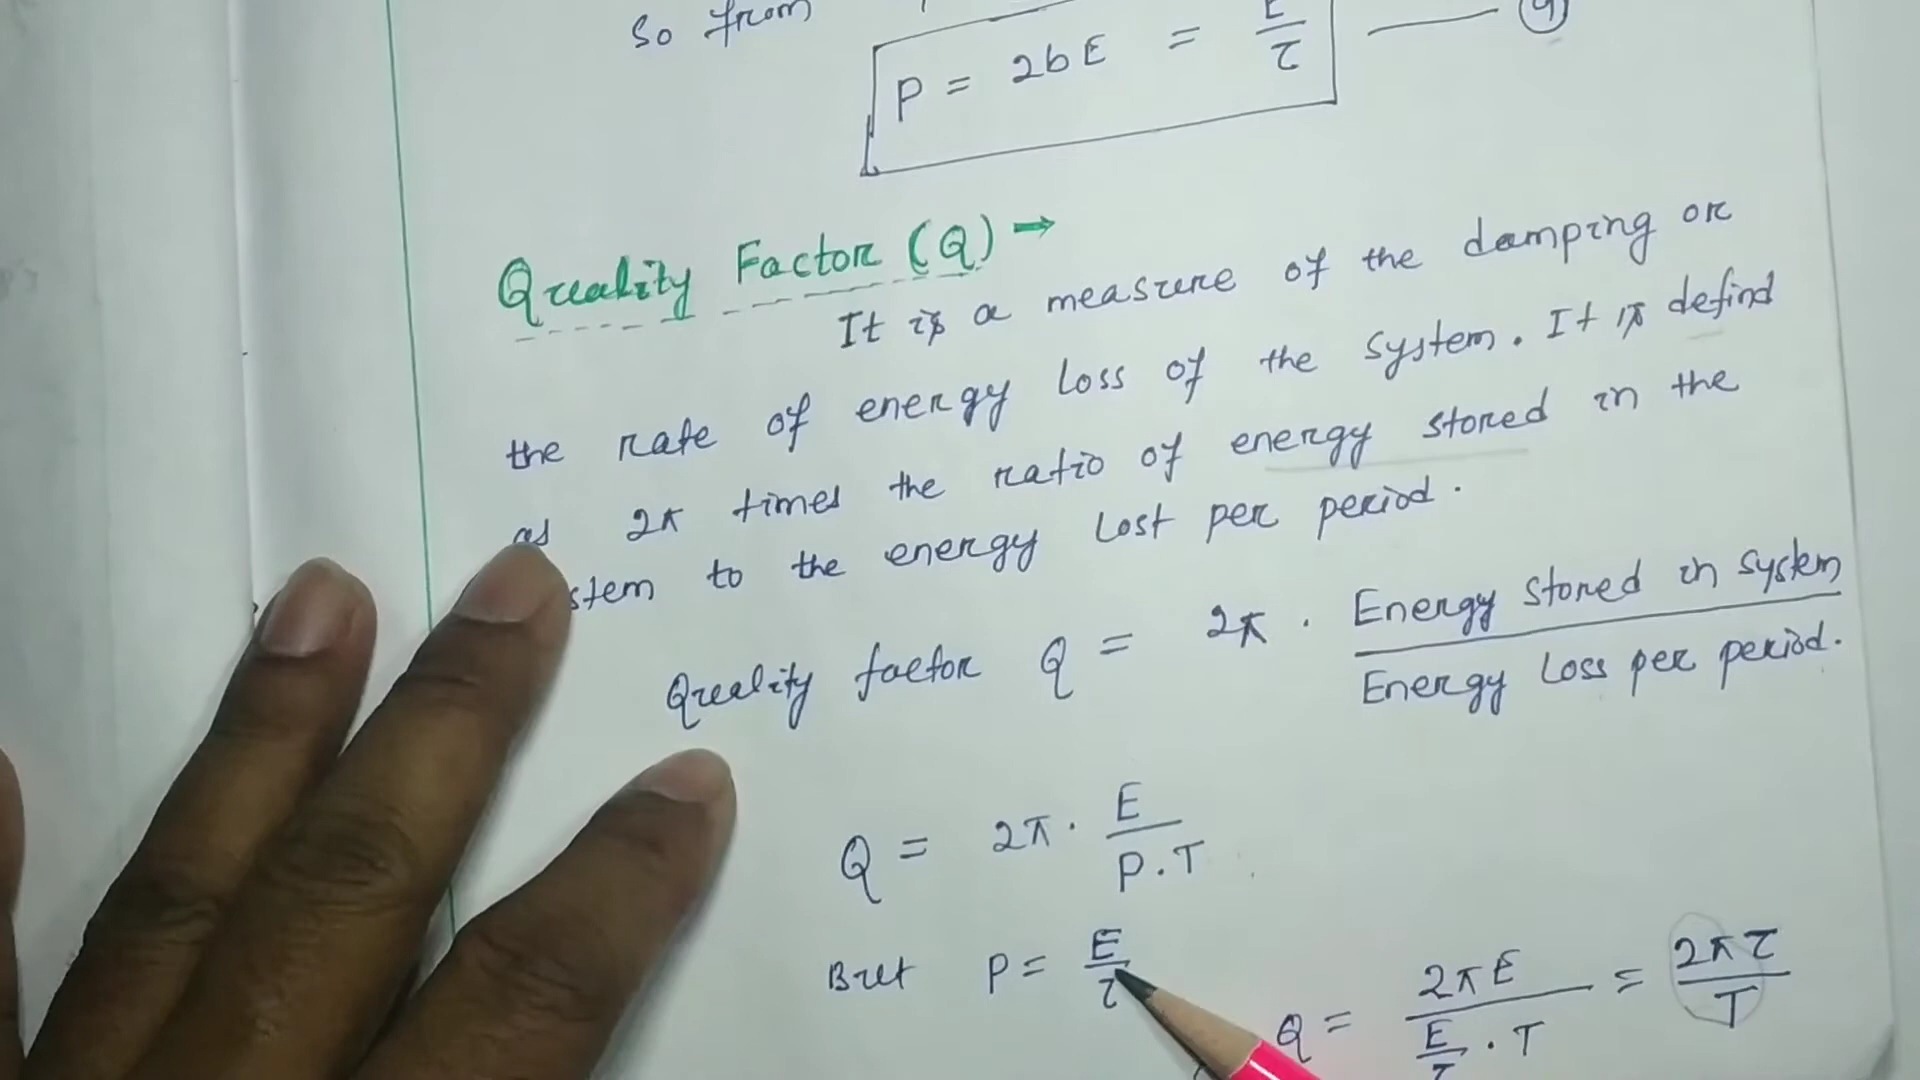 So from
P = 2bE = E/τ
Quality Factor (Q) →
It is a measure of the damping or
the rate of energy loss of the system. It is defind
as 2π times the ratio of energy stored in the
stem to the energy lost per period.
Quality factor Q = 2π . Energy stored in system / Energy Loss per period.
Q = 2π . E / P.T
But P = E/τ
Q = 2πE / (E/τ . T) = 2πτ / T